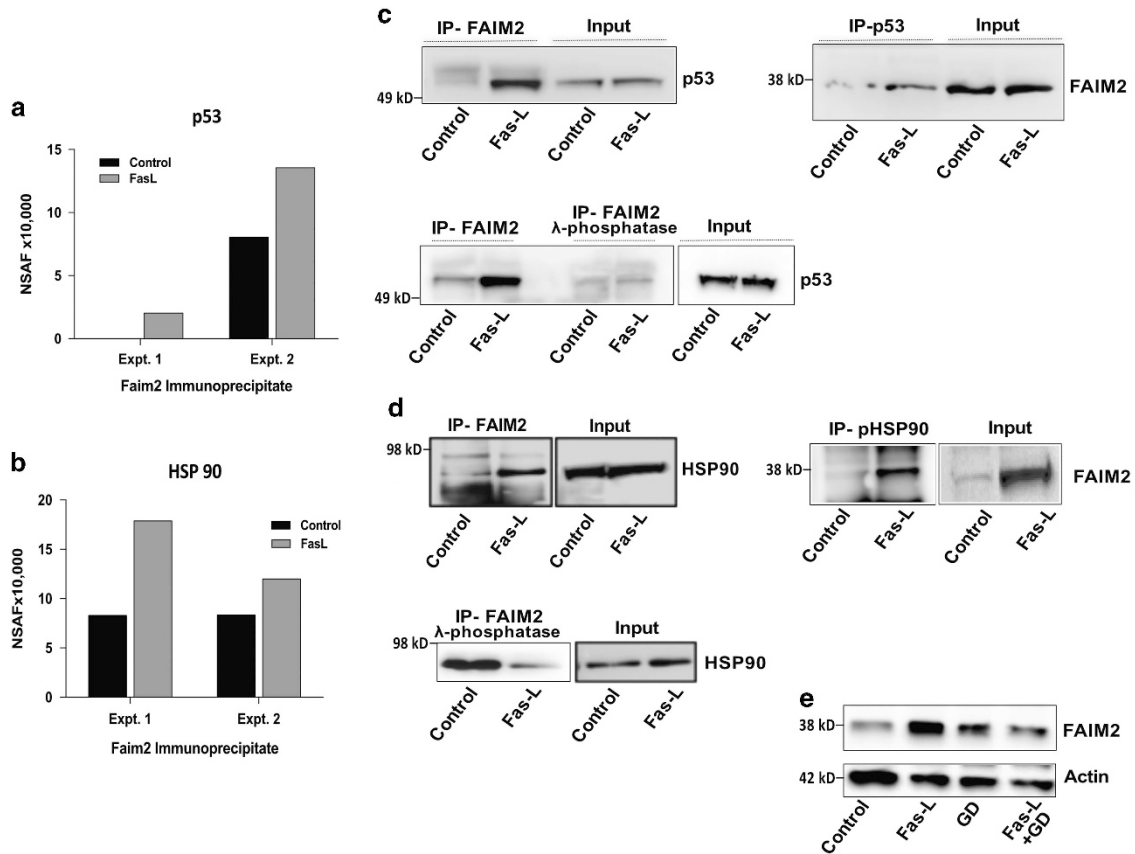 a
p53
15
10
5
0
NSAF x10,000
Control
FasL
Expt. 1
Expt. 2
Faim2 Immunoprecipitate
b
HSP 90
20
15
10
5
0
NSAFx10,000
Control
FasL
Expt. 1
Expt. 2
Faim2 Immunoprecipitate
c
IP- FAIM2
Input
49 kD
p53
Control
Fas-L
Control
Fas-L
IP-p53
Input
38 kD
FAIM2
Control
Fas-L
Control
Fas-L
IP- FAIM2
IP- FAIM2
λ-phosphatase
Input
49 kD
p53
Control
Fas-L
Control
Fas-L
Control
Fas-L
d
IP- FAIM2
Input
98 kD
HSP90
Control
Fas-L
Control
Fas-L
IP- pHSP90
Input
38 kD
FAIM2
Control
Fas-L
Control
Fas-L
IP- FAIM2
λ-phosphatase
Input
98 kD
HSP90
Control
Fas-L
Control
Fas-L
e
38 kD
FAIM2
42 kD
Actin
Control
Fas-L
GD
Fas-L
+GD